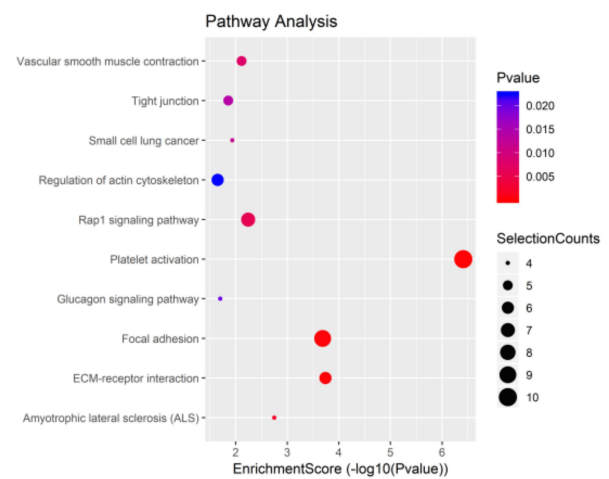 Pathway Analysis
Vascular smooth muscle contraction
Tight junction
Small cell lung cancer
Regulation of actin cytoskeleton
Rap1 signaling pathway
Platelet activation
Glucagon signaling pathway
Focal adhesion
ECM-receptor interaction
Amyotrophic lateral sclerosis (ALS)
2 3 4 5 6
EnrichmentScore (-log10(Pvalue))
Pvalue
0.020
0.015
0.010
0.005
SelectionCounts
4
5
6
7
8
9
10